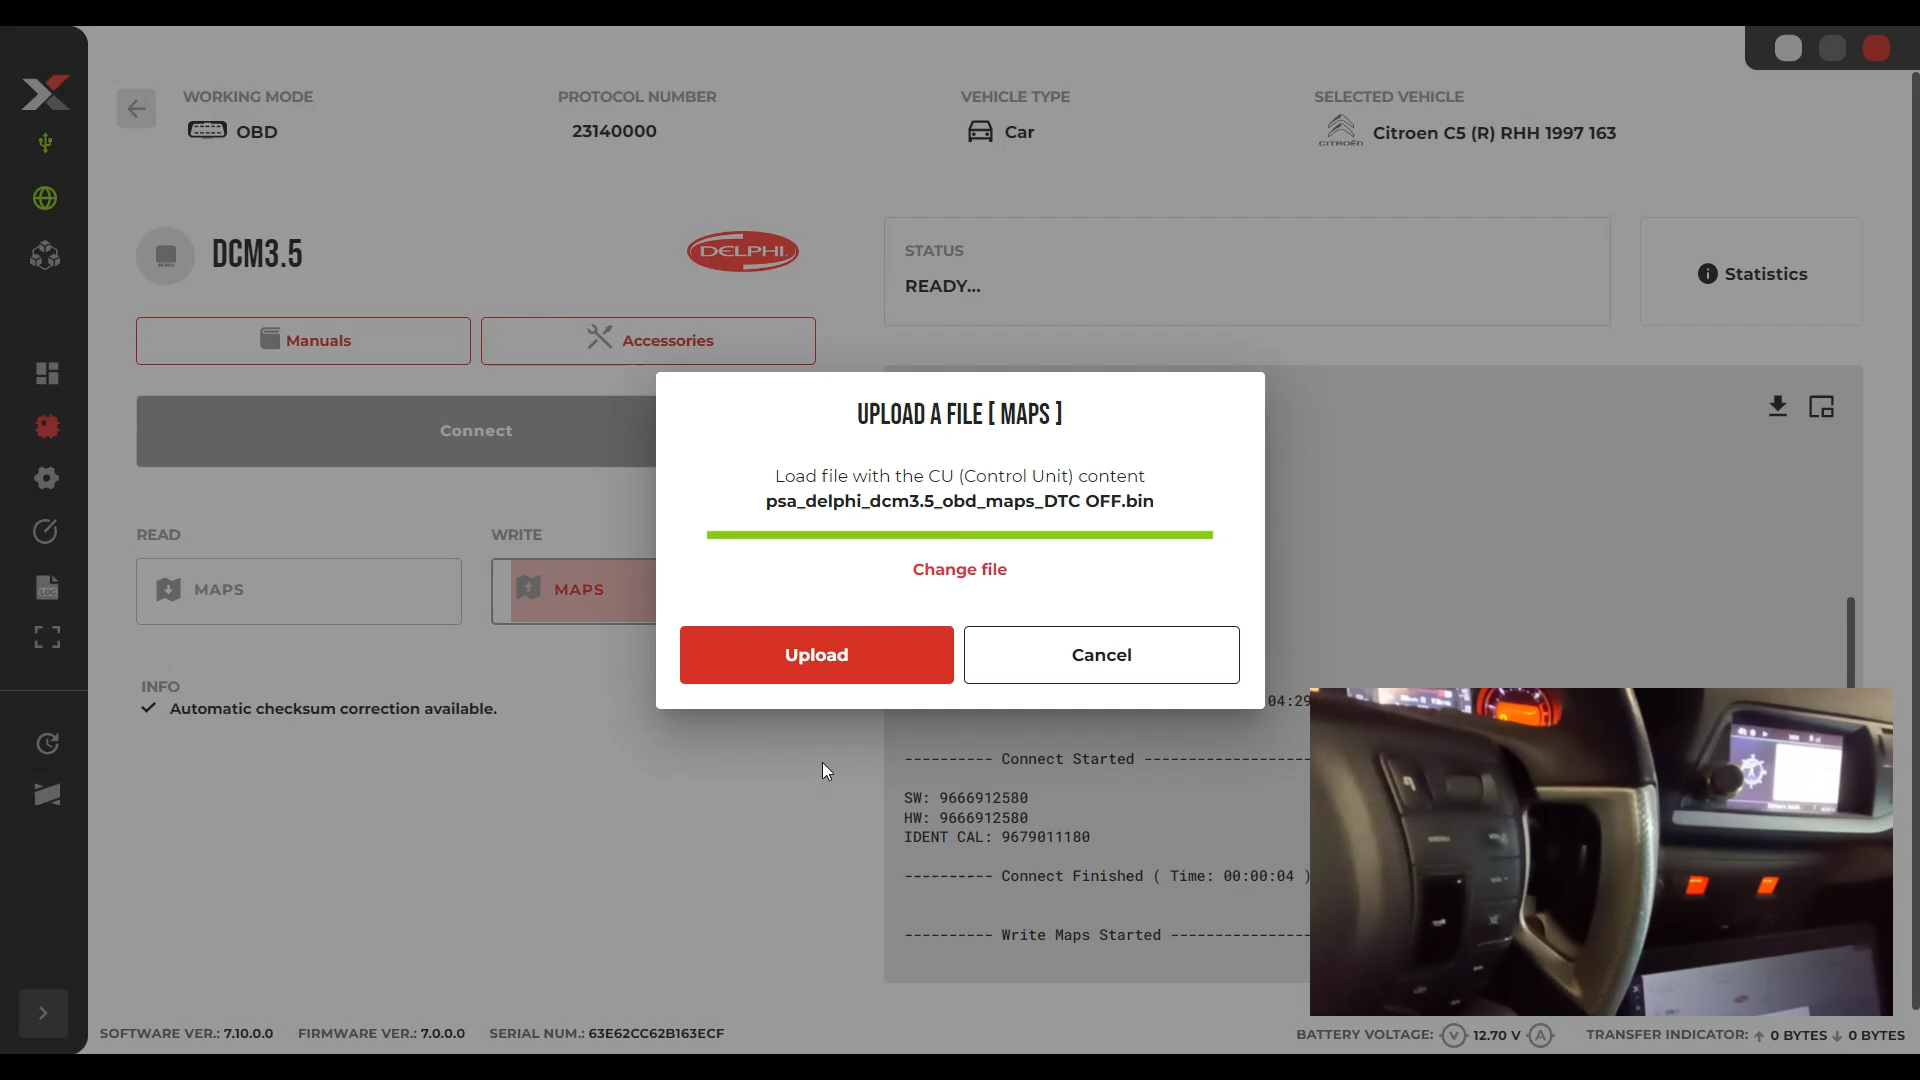 WORKING MODE
OBD
PROTOCOL NUMBER
23140000
VEHICLE TYPE
Car
SELECTED VEHICLE
CITROËN
Citroen C5 (R) RHH 1997 163
DCM3.5
DELPHI
STATUS
READY...
Statistics
Manuals
Accessories
Connect
UPLOAD A FILE [ MAPS ]
Load file with the CU (Control Unit) content
psa_delphi_dcm3.5_obd_maps_DTC OFF.bin
Change file
Upload
Cancel
READ
MAPS
WRITE
MAPS
INFO
Automatic checksum correction available.
LOG
04:29
---------- Connect Started -------------------
SW: 9666912580
HW: 9666912580
IDENT CAL: 9679011180
---------- Connect Finished ( Time: 00:00:04 )
---------- Write Maps Started ----------------
SOFTWARE VER.: 7.10.0.0
FIRMWARE VER.: 7.0.0.0
SERIAL NUM.: 63E62CC62B163ECF
BATTERY VOLTAGE: V 12.70 V A
TRANSFER INDICATOR: 0 BYTES 0 BYTES